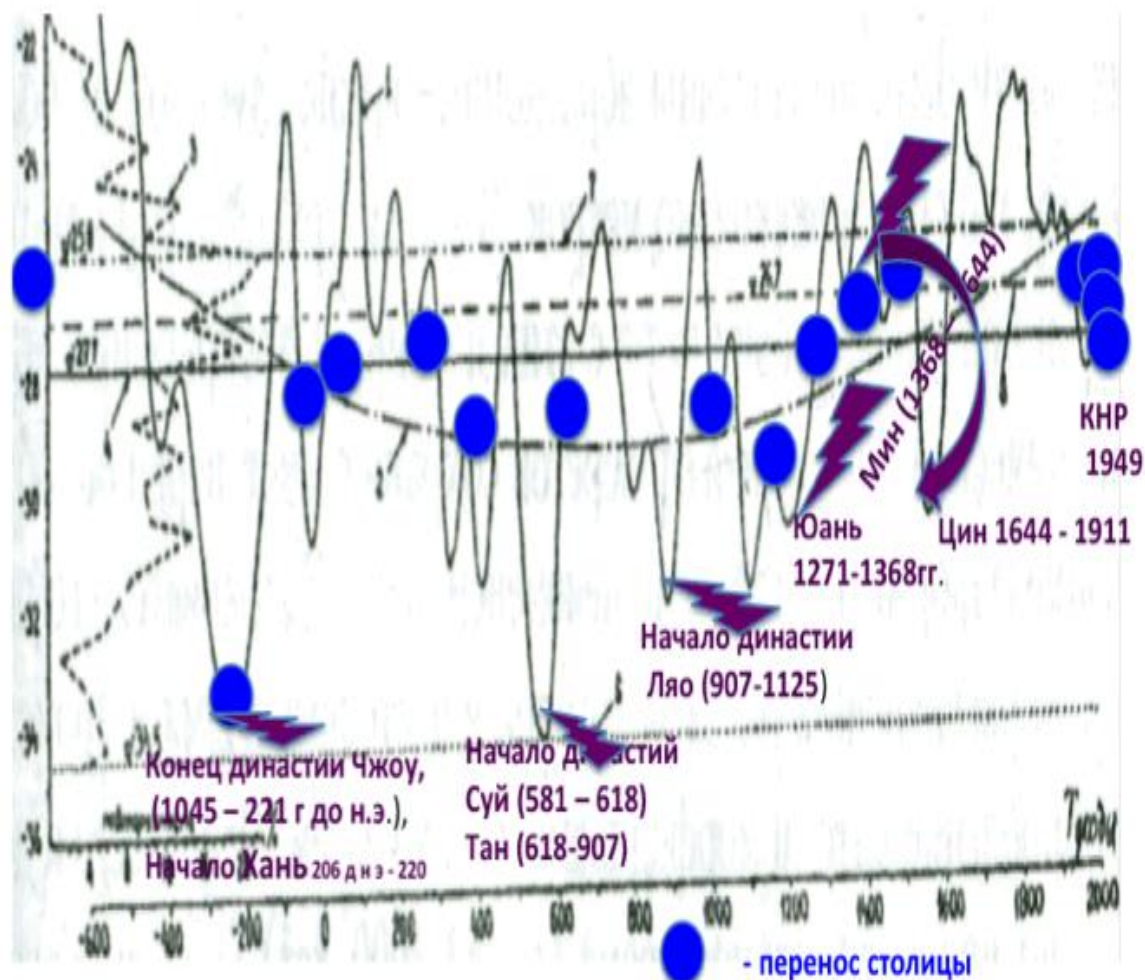 -22
КНР
1949
Мин (1368 – 1644)
Юань
1271-1368гг.
Цин 1644 - 1911
Начало династии
Ляо (907-1125)
Конец династии Чжоу,
(1045 – 221 г до н.э.),
Начало Хань 206 д н э - 220
Начало династий
Суй (581 – 618)
Тан (618-907)
-600 -400 -200 0 200 400 600 800 1000 1200 1400 1600 1800 2000
- перенос столицы